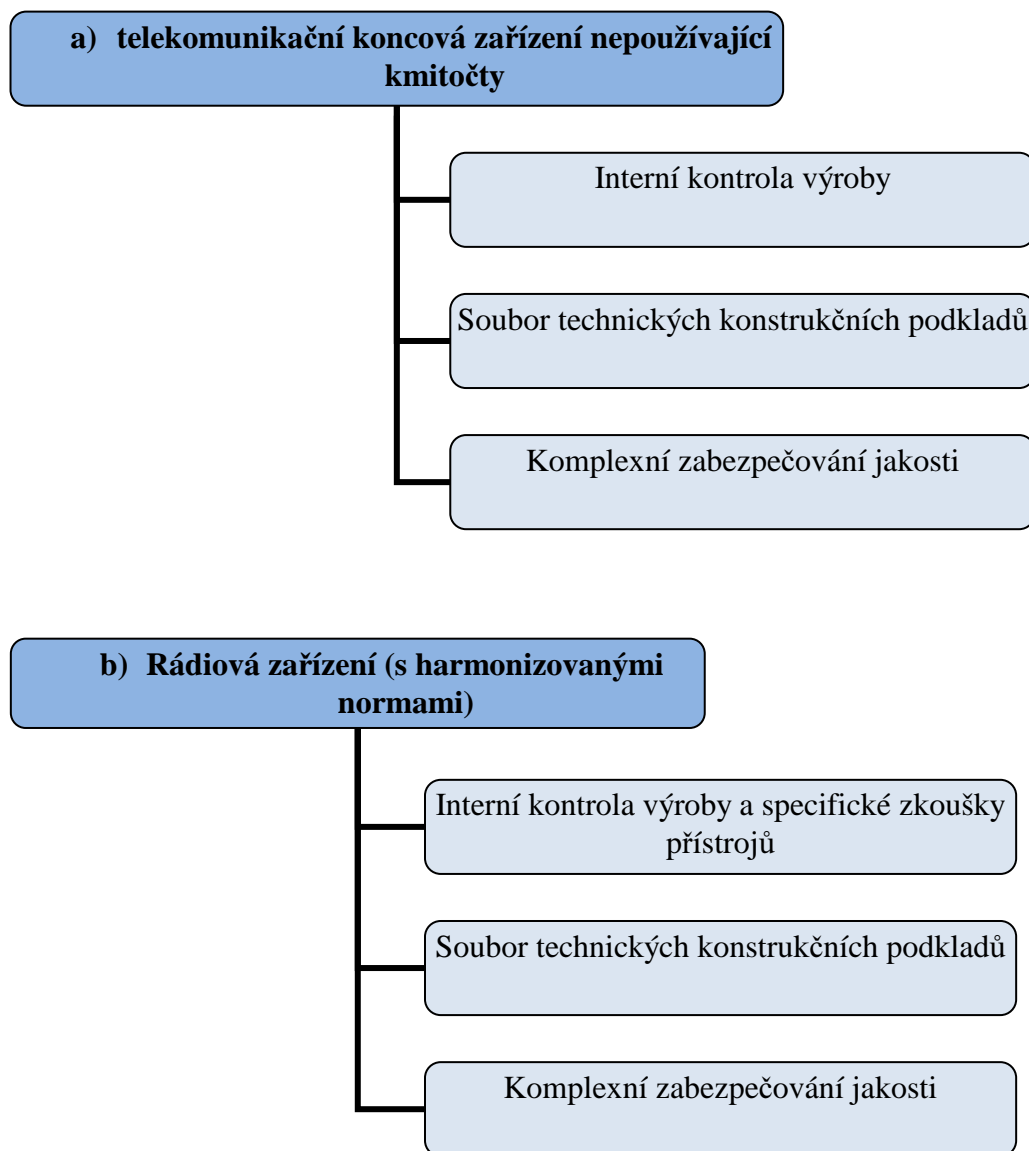 a) telekomunikační koncová zařízení nepoužívající
kmitočty
Interní kontrola výroby
Soubor technických konstrukčních podkladů
Komplexní zabezpečování jakosti
b) Rádiová zařízení (s harmonizovanými
normami)
Interní kontrola výroby a specifické zkoušky
přístrojů
Soubor technických konstrukčních podkladů
Komplexní zabezpečování jakosti